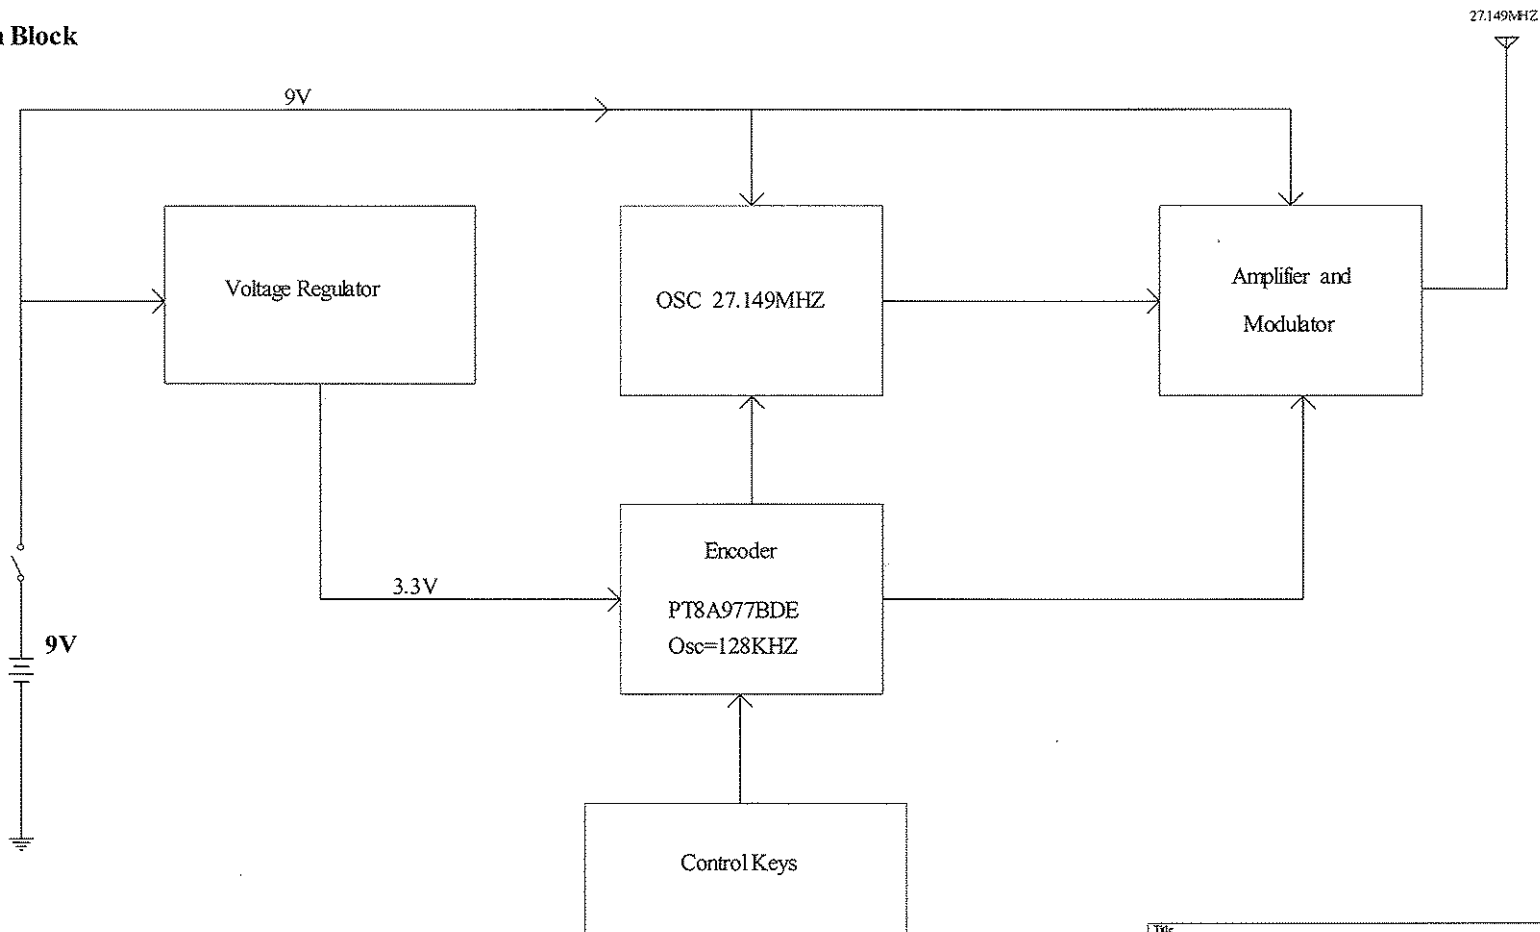 27.149MHZ
n Block
9V
Voltage Regulator
OSC 27.149MHZ
Amplifier and
Modulator
Encoder
3.3V
PT8A977BDE
Osc=128KHZ
9V
Control Keys
Title